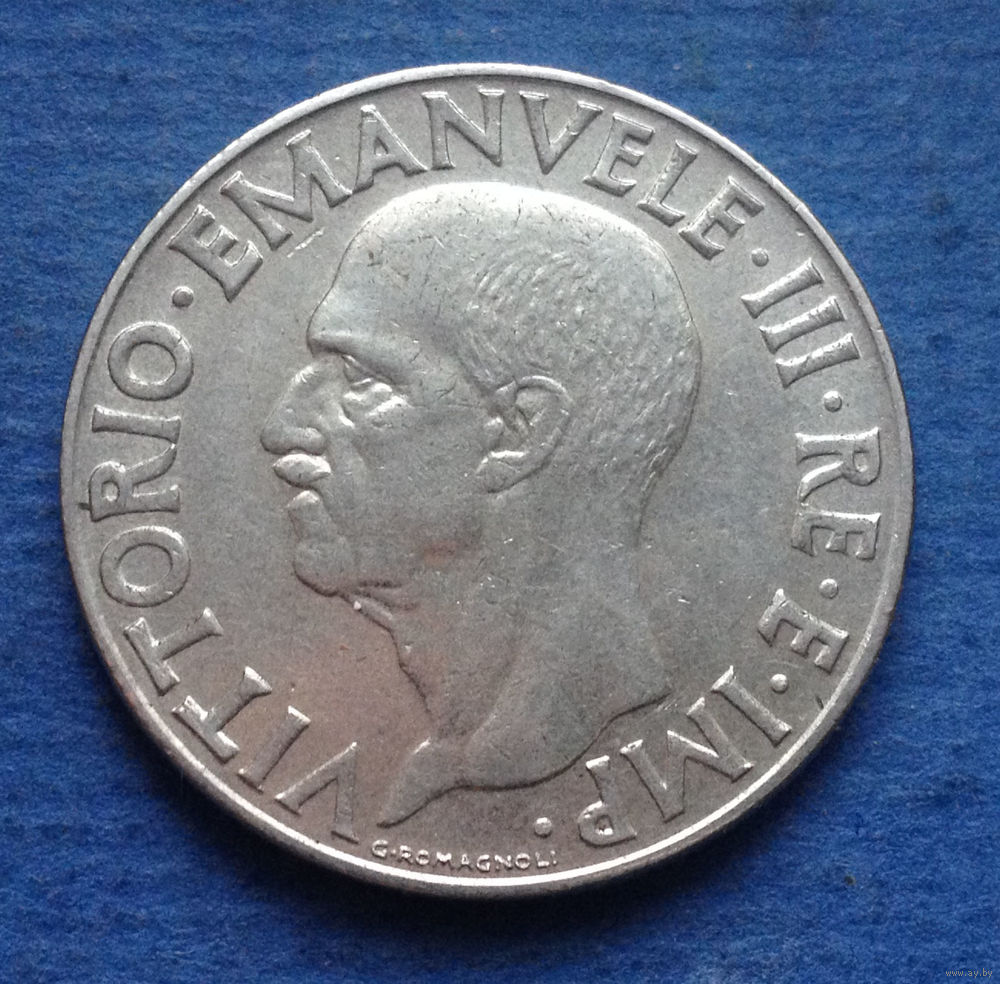 VITTORIO · EMANVELE · III · RE · E · IMP ·
G·ROMAGNOLI
www.ay.by